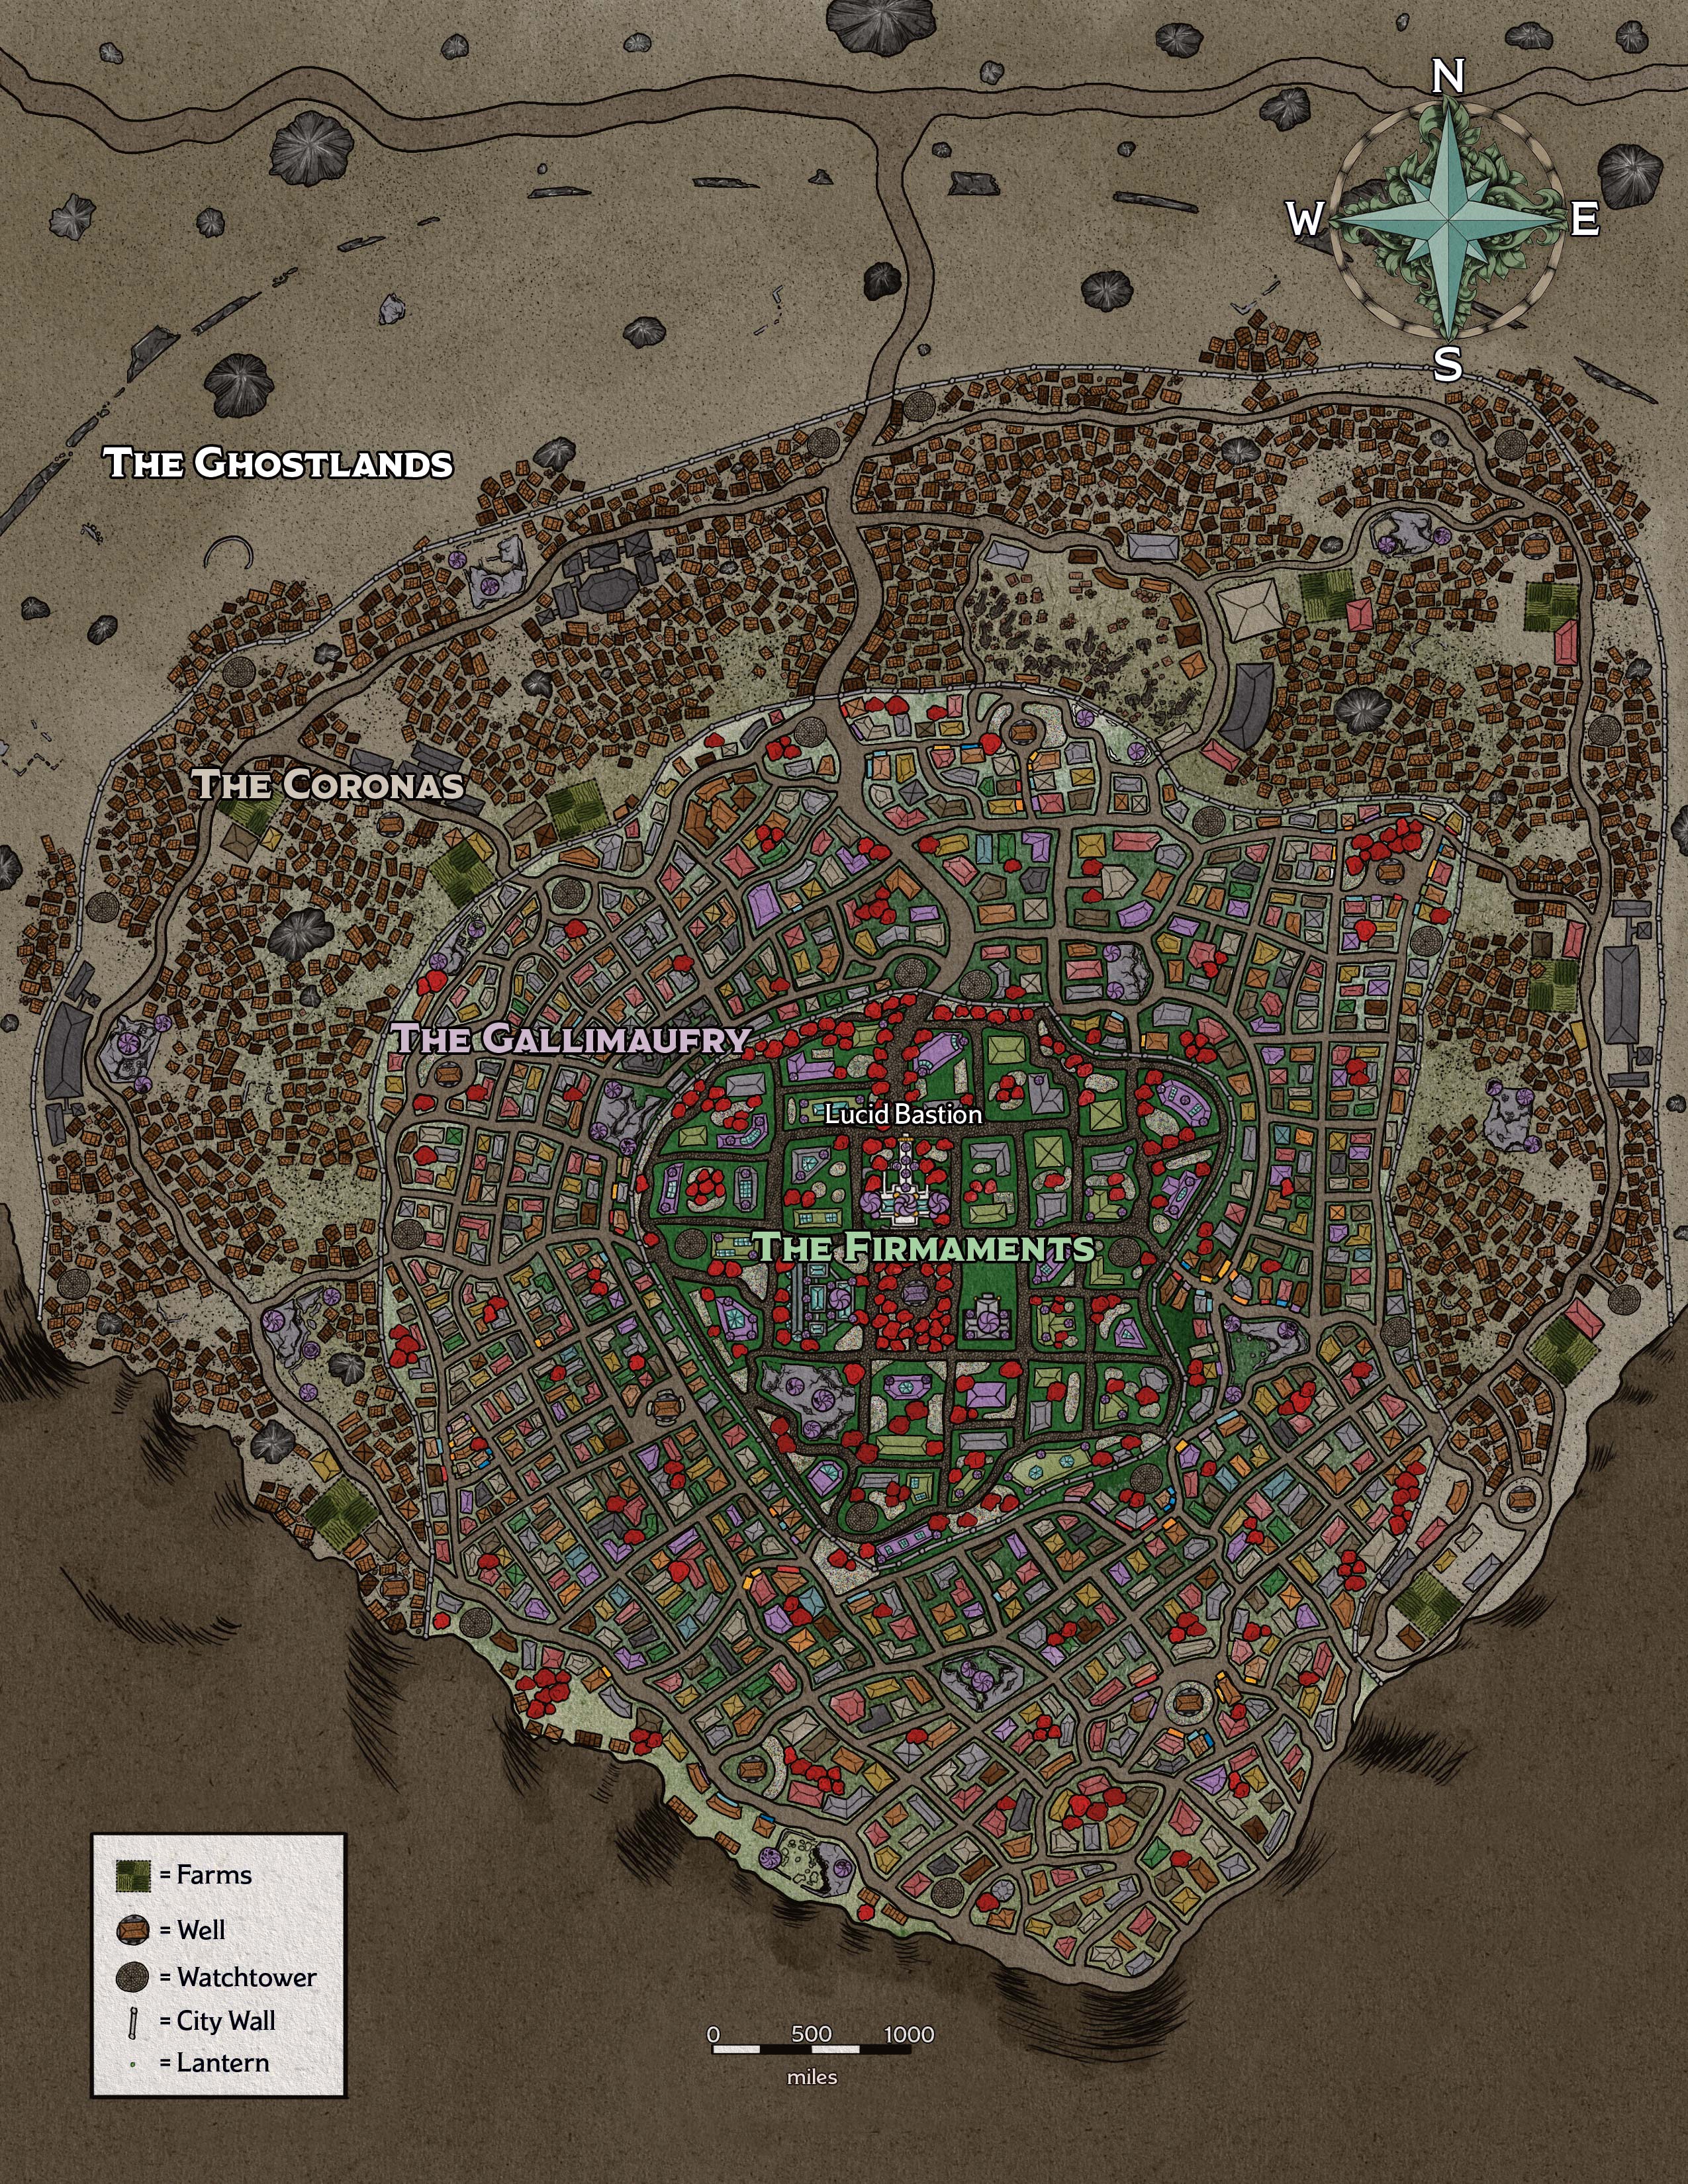 N
W
E
S
The Ghostlands
The Coronas
The Gallimaufry
Lucid Bastion
The Firmaments
= Farms
= Well
= Watchtower
= City Wall
= Lantern
0 500 1000
miles